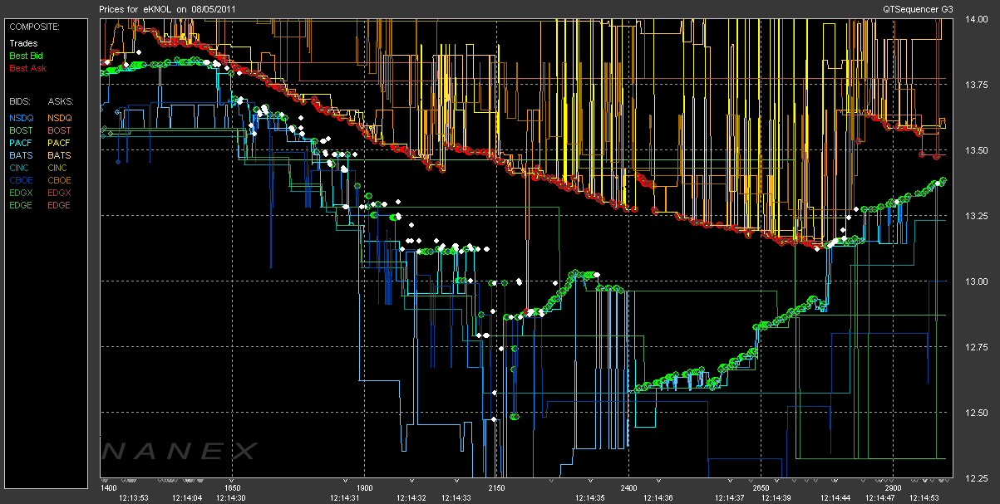 Prices for eKNOL on 08/05/2011 QTSequencer G3
COMPOSITE:
Trades
Best Bid
Best Ask
BIDS: ASKS:
NSDQ NSDQ
BOST BOST
PACF PACF
BATS BATS
CINC CINC
CBOE CBOE
EDGX EDGX
EDGE EDGE
14.00
13.75
13.50
13.25
13.00
12.75
12.50
12.25
NANEX
1400 1650 1900 2150 2400 2650 2900
12:13:53 12:14:04 12:14:30 12:14:31 12:14:32 12:14:33 12:14:35 12:14:36 12:14:37 12:14:39 12:14:44 12:14:47 12:14:53